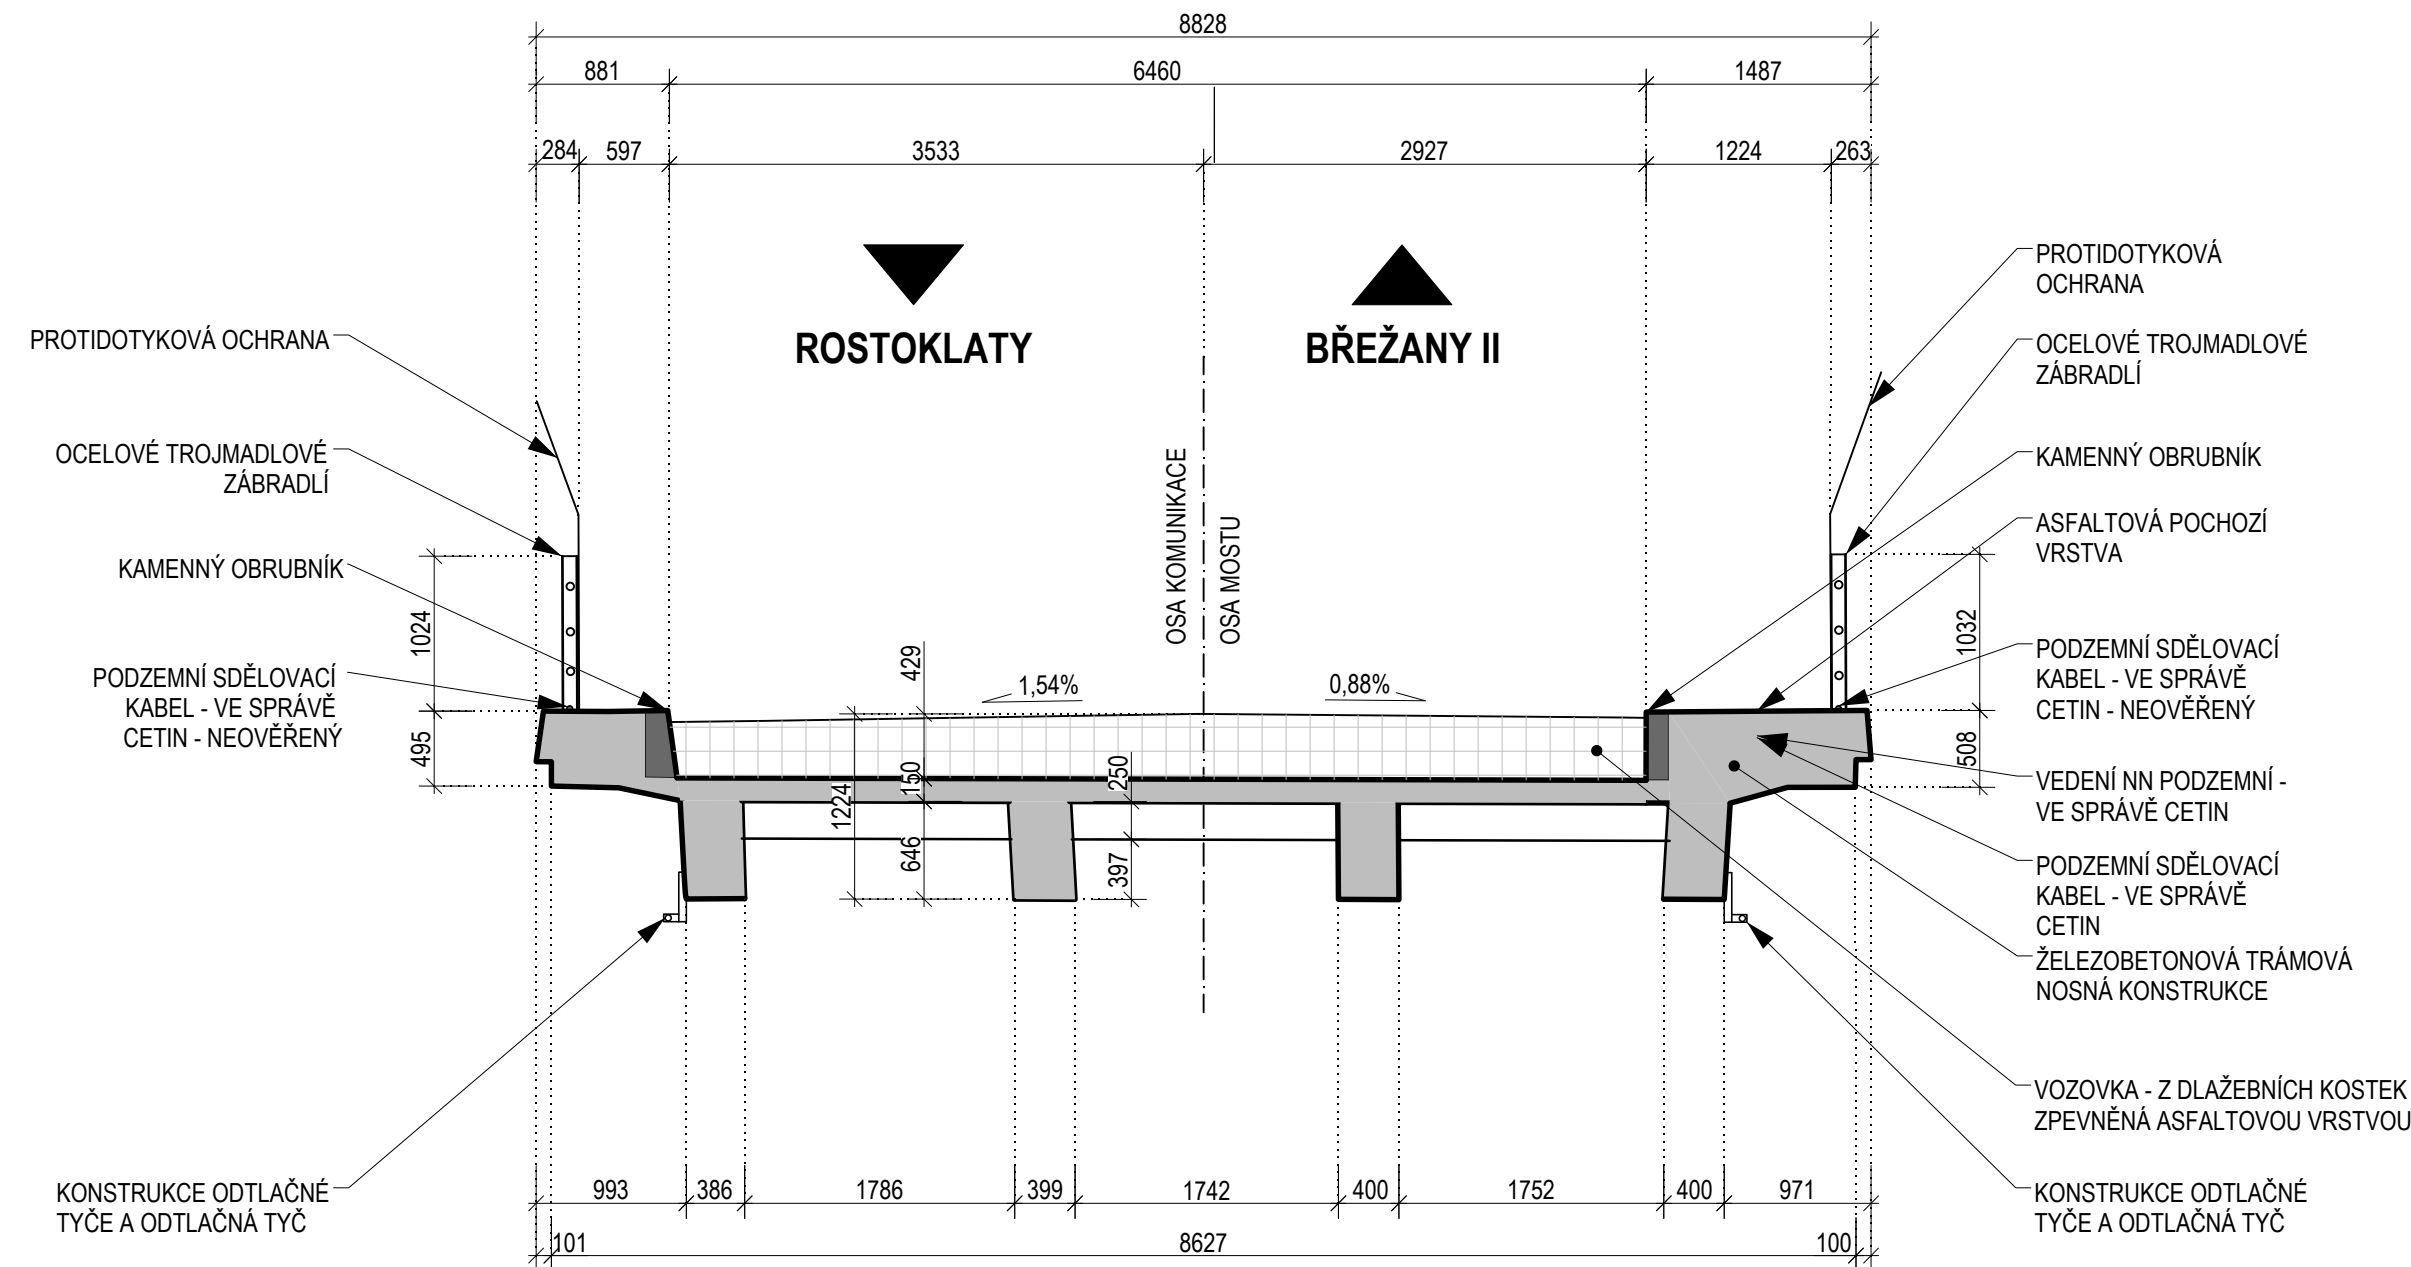 8828
881
6460
1487
284
597
3533
2927
1224
263
PROTIDOTYKOVÁ
OCHRANA
ROSTOKLATY
BŘEŽANY II
PROTIDOTYKOVÁ OCHRANA
OCELOVÉ TROJMADLOVÉ
ZÁBRADLÍ
OCELOVÉ TROJMADLOVÉ
ZÁBRADLÍ
KAMENNÝ OBRUBNÍK
ASFALTOVÁ POCHOZÍ
VRSTVA
KAMENNÝ OBRUBNÍK
OSA KOMUNIKACE
OSA MOSTU
1024
1032
PODZEMNÍ SDĚLOVACÍ
KABEL - VE SPRÁVĚ
CETIN - NEOVĚŘENÝ
PODZEMNÍ SDĚLOVACÍ
KABEL - VE SPRÁVĚ
CETIN - NEOVĚŘENÝ
429
1,54%
0,88%
495
508
150
250
1224
646
397
VEDENÍ NN PODZEMNÍ -
VE SPRÁVĚ CETIN
PODZEMNÍ SDĚLOVACÍ
KABEL - VE SPRÁVĚ
CETIN
ŽELEZOBETONOVÁ TRÁMOVÁ
NOSNÁ KONSTRUKCE
VOZOVKA - Z DLAŽEBNÍCH KOSTEK
ZPEVNĚNÁ ASFALTOVOU VRSTVOU
KONSTRUKCE ODTLAČNÉ
TYČE A ODTLAČNÁ TYČ
993
386
1786
399
1742
400
1752
400
971
KONSTRUKCE ODTLAČNÉ
TYČE A ODTLAČNÁ TYČ
101
8627
100